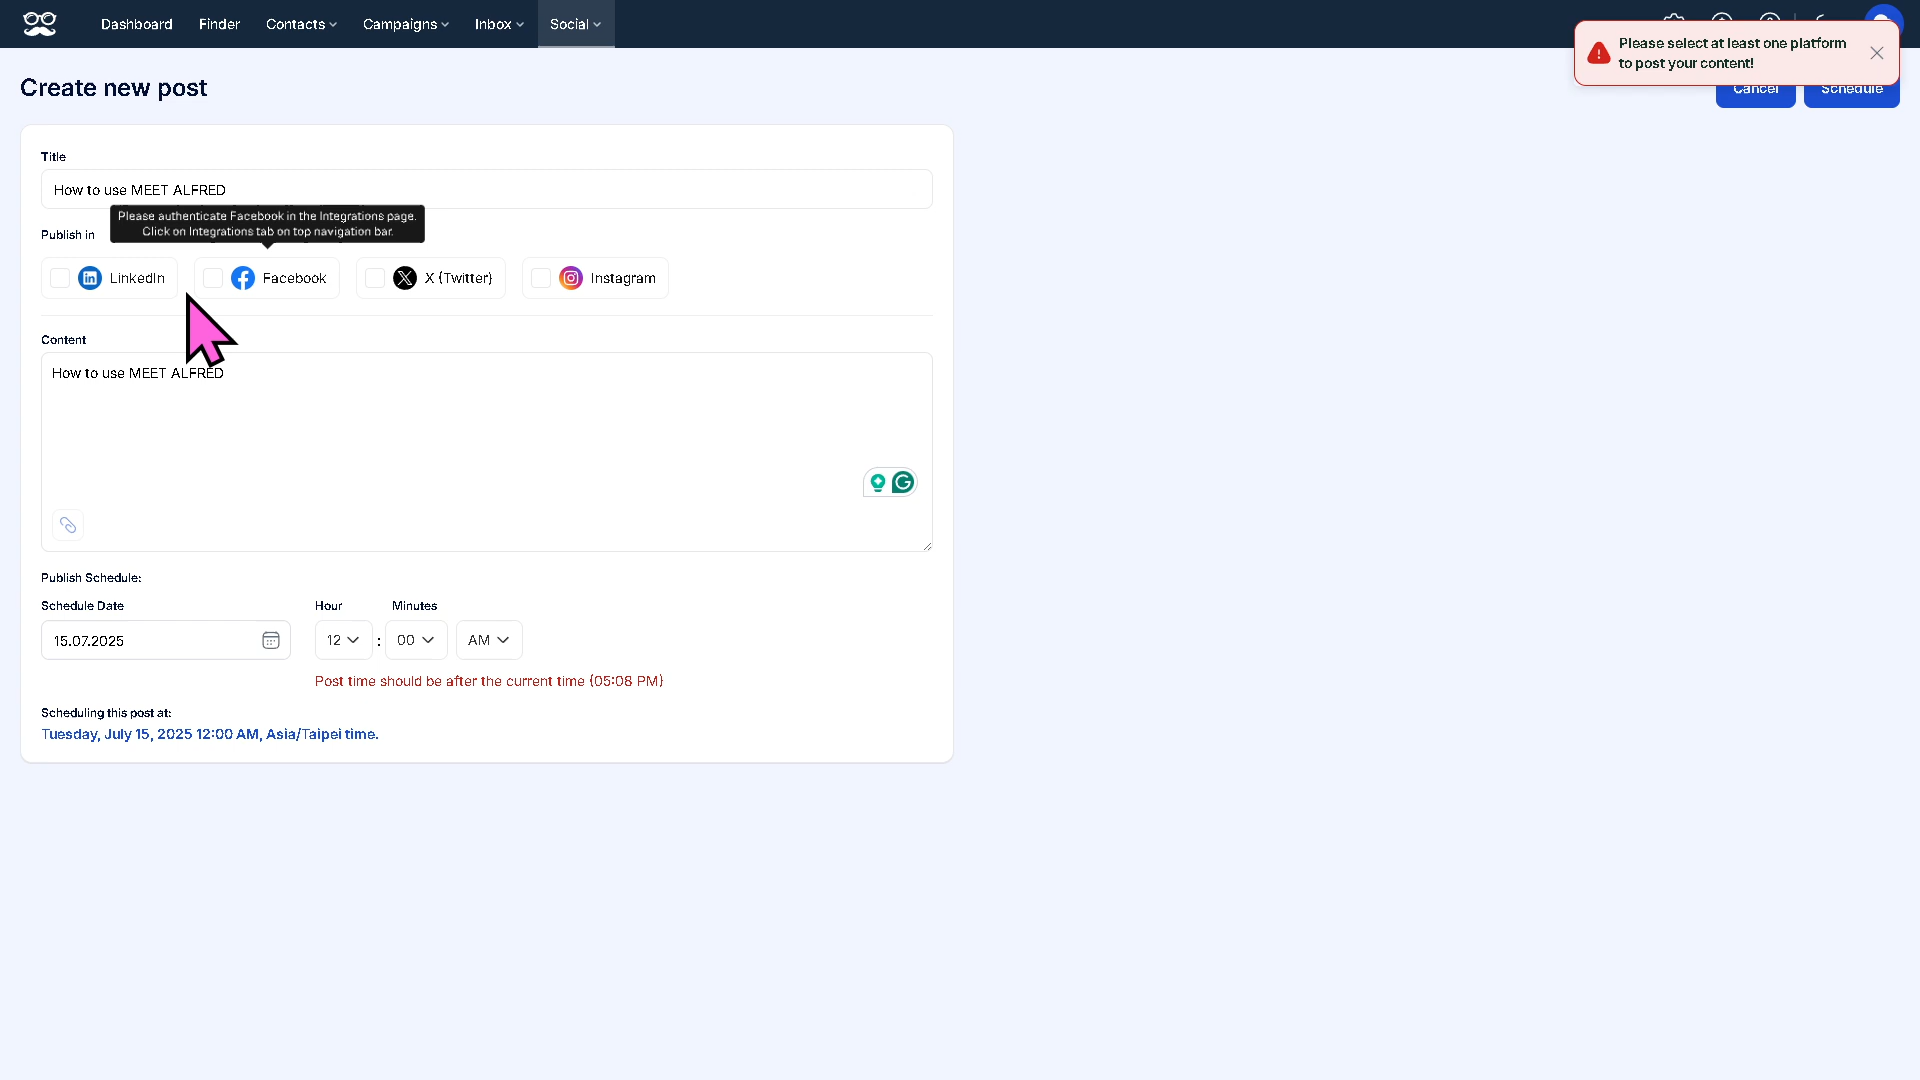 Dashboard Finder Contacts Campaigns Inbox Social
Please select at least one platform
to post your content!
Create new post
Cancel Schedule
Title
How to use MEET ALFRED
Please authenticate Facebook in the Integrations page.
Click on Integrations tab on top navigation bar.
Publish in
LinkedIn Facebook X (Twitter) Instagram
Content
How to use MEET ALFRED
Publish Schedule:
Schedule Date Hour Minutes
15.07.2025 12 : 00 AM
Post time should be after the current time (05:08 PM)
Scheduling this post at:
Tuesday, July 15, 2025 12:00 AM, Asia/Taipei time.